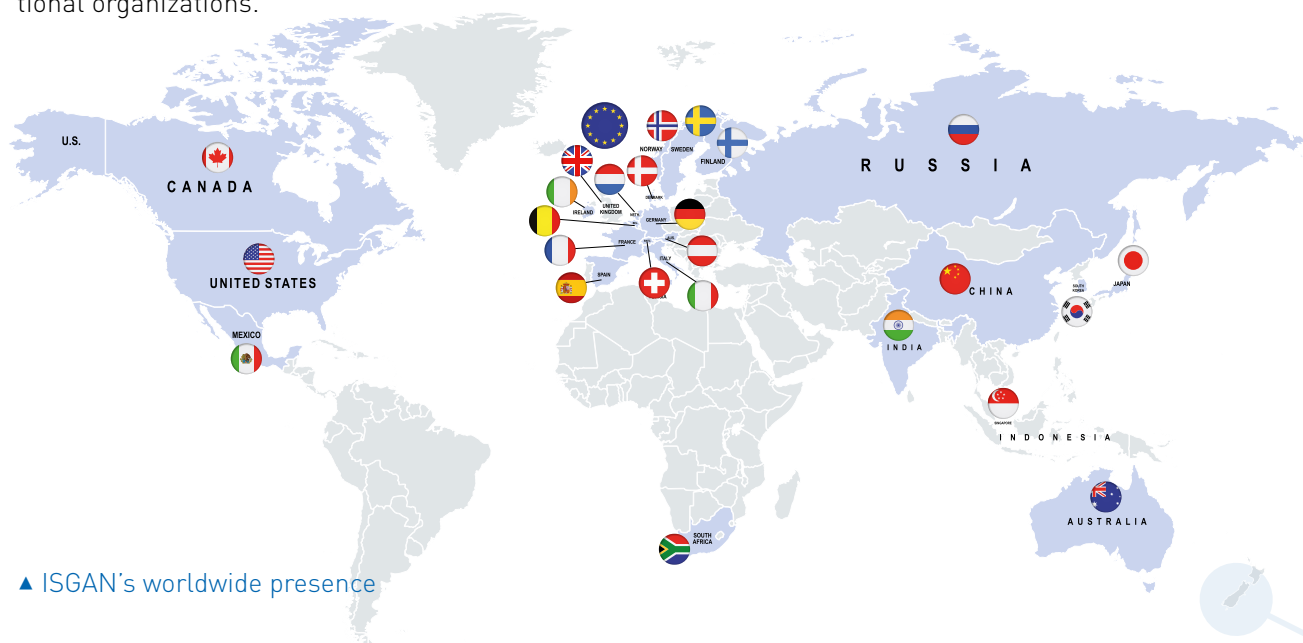 tional organizations.
U.S.
CANADA
UNITED STATES
MEXICO
NORWAY
SWEDEN
FINLAND
DENMARK
UNITED
KINGDOM
IRELAND
NETH.
GERMANY
FRANCE
ITALY
SPAIN
RUSSIA
CHINA
SOUTH
KOREA
JAPAN
INDIA
SINGAPORE
INDONESIA
SOUTH
AFRICA
AUSTRALIA
▲ ISGAN's worldwide presence